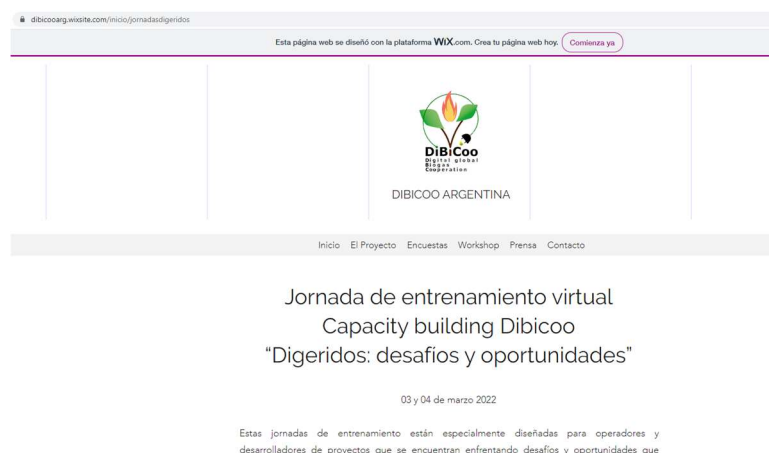 dibicooarg.wixsite.com/inicio/jornadasdigeridos
Esta página web se diseñó con la plataforma WiX.com. Crea tu página web hoy. Comienza ya
DiBiCoo
Digital global
Biogas
Cooperation
DIBICOO ARGENTINA
Inicio El Proyecto Encuestas Workshop Prensa Contacto
Jornada de entrenamiento virtual
Capacity building Dibicoo
“Digeridos: desafíos y oportunidades”
03 y 04 de marzo 2022
Estas jornadas de entrenamiento están especialmente diseñadas para operadores y
desarrolladores de proyectos que se encuentran enfrentando desafíos y oportunidades que